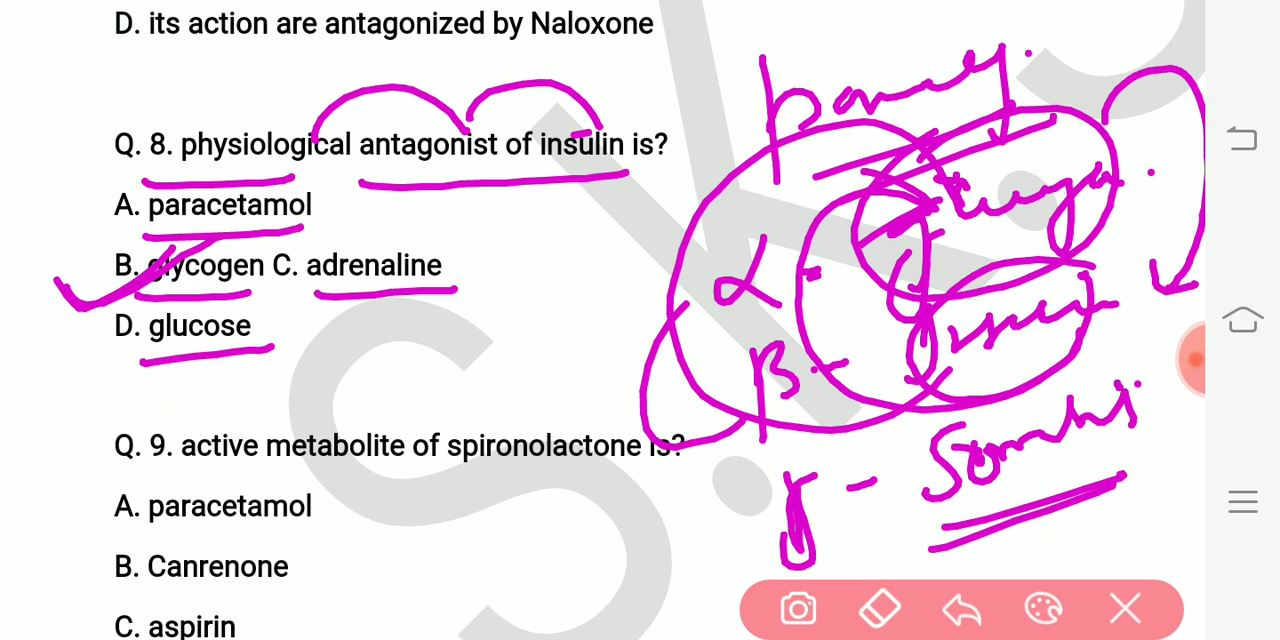 D. its action are antagonized by Naloxone
Q. 8. physiological antagonist of insulin is?
A. paracetamol
B. glycogen C. adrenaline
D. glucose
Q. 9. active metabolite of spironolactone is?
A. paracetamol
B. Canrenone
C. aspirin
α -
β -